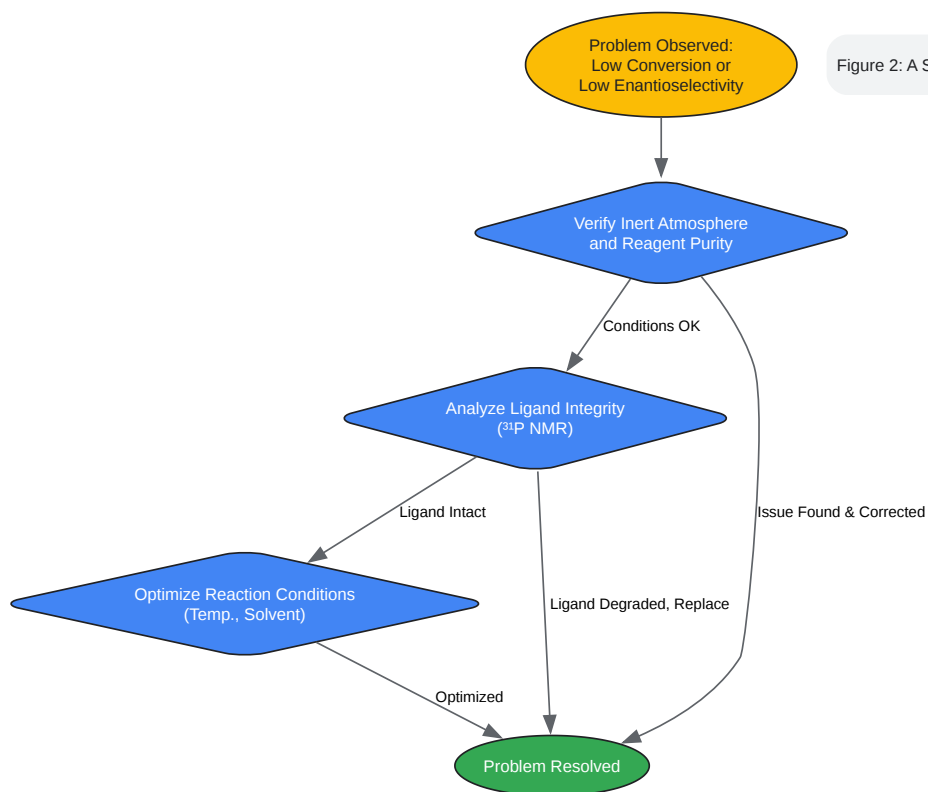 Problem Observed:
Low Conversion or
Low Enantioselectivity
Figure 2: A S
Verify Inert Atmosphere
and Reagent Purity
Conditions OK
Analyze Ligand Integrity
(³¹P NMR)
Ligand Intact
Issue Found & Corrected
Optimize Reaction Conditions
(Temp., Solvent)
Ligand Degraded, Replace
Optimized
Problem Resolved